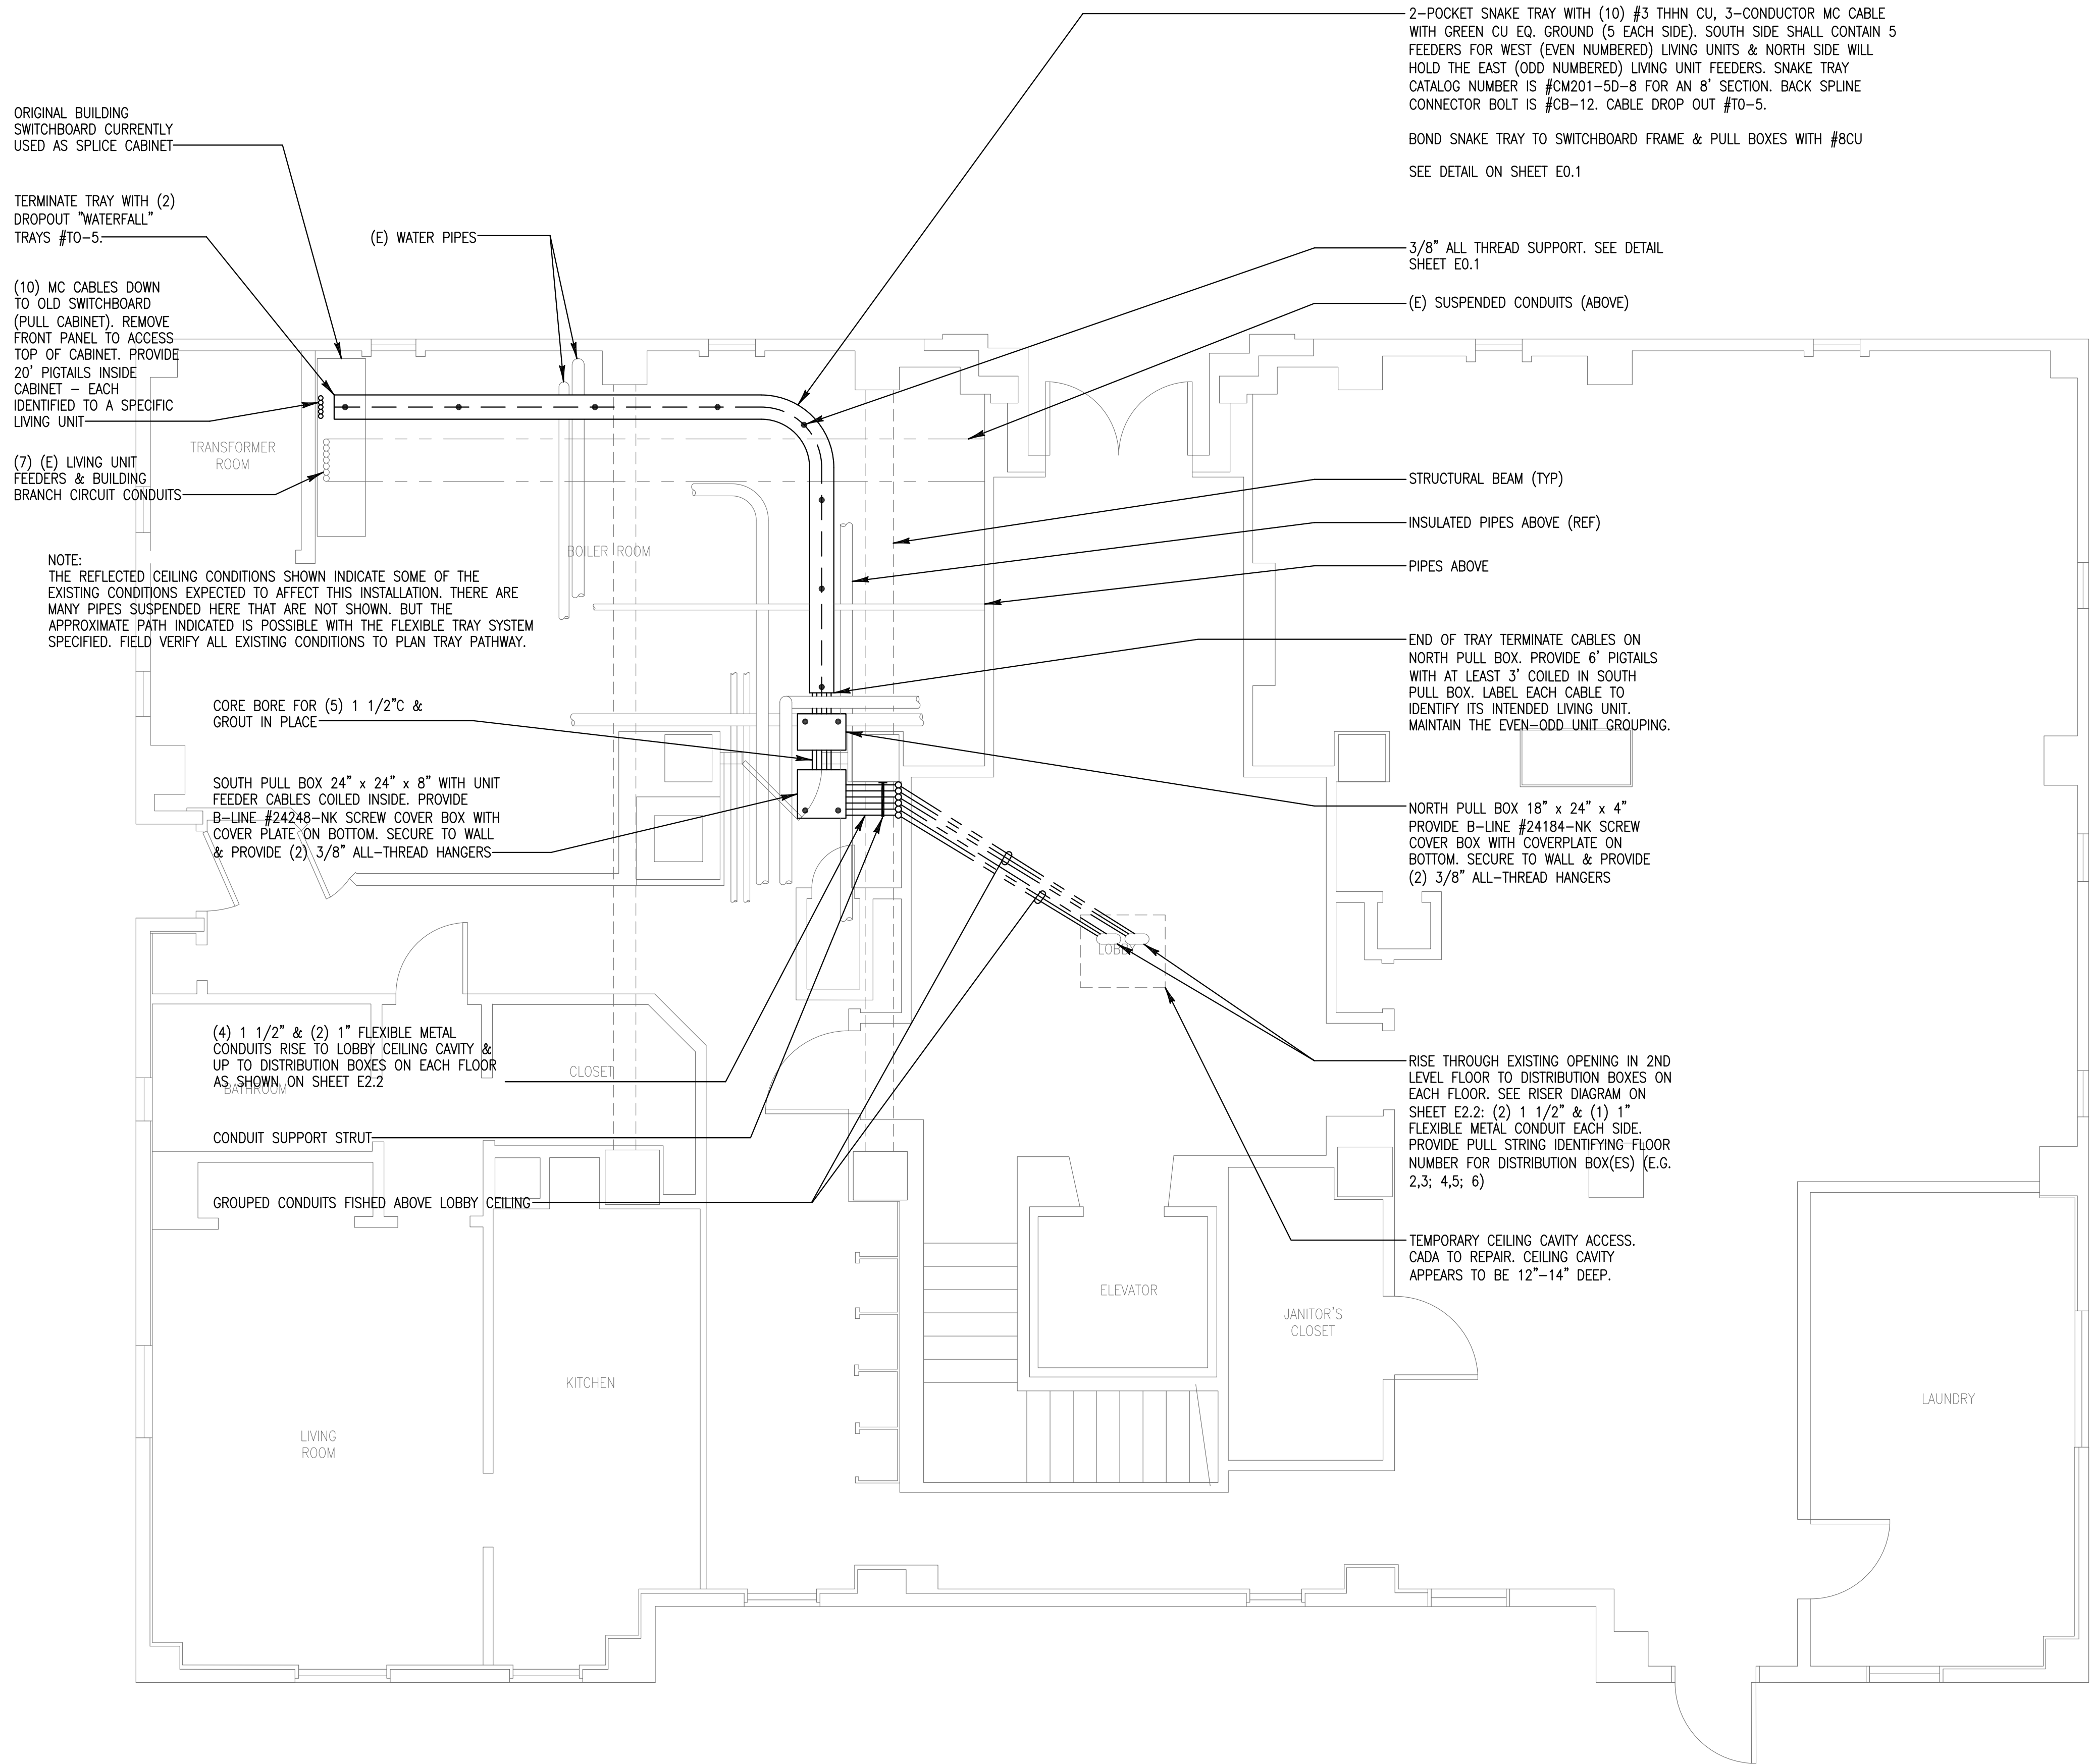 2-POCKET SNAKE TRAY WITH (10) #3 THHN CU, 3-CONDUCTOR MC CABLE
WITH GREEN CU EQ. GROUND (5 EACH SIDE). SOUTH SIDE SHALL CONTAIN 5
FEEDERS FOR WEST (EVEN NUMBERED) LIVING UNITS & NORTH SIDE WILL
HOLD THE EAST (ODD NUMBERED) LIVING UNIT FEEDERS. SNAKE TRAY
CATALOG NUMBER IS #CM201-5D-8 FOR AN 8' SECTION. BACK SPLINE
CONNECTOR BOLT IS #CB-12. CABLE DROP OUT #TO-5.
BOND SNAKE TRAY TO SWITCHBOARD FRAME & PULL BOXES WITH #8CU
SEE DETAIL ON SHEET E0.1
ORIGINAL BUILDING
SWITCHBOARD CURRENTLY
USED AS SPLICE CABINET
TERMINATE TRAY WITH (2)
DROPOUT "WATERFALL"
TRAYS #TO-5.
(E) WATER PIPES
(10) MC CABLES DOWN
TO OLD SWITCHBOARD
(PULL CABINET). REMOVE
FRONT PANEL TO ACCESS
TOP OF CABINET. PROVIDE
20' PIGTAILS INSIDE
CABINET - EACH
IDENTIFIED TO A SPECIFIC
LIVING UNIT
(7) (E) LIVING UNIT
FEEDERS & BUILDING
BRANCH CIRCUIT CONDUITS
TRANSFORMER
ROOM
BOILER ROOM
3/8" ALL THREAD SUPPORT. SEE DETAIL
SHEET E0.1
(E) SUSPENDED CONDUITS (ABOVE)
STRUCTURAL BEAM (TYP)
INSULATED PIPES ABOVE (REF)
PIPES ABOVE
NOTE:
THE REFLECTED CEILING CONDITIONS SHOWN INDICATE SOME OF THE
EXISTING CONDITIONS EXPECTED TO AFFECT THIS INSTALLATION. THERE ARE
MANY PIPES SUSPENDED HERE THAT ARE NOT SHOWN. BUT THE
APPROXIMATE PATH INDICATED IS POSSIBLE WITH THE FLEXIBLE TRAY SYSTEM
SPECIFIED. FIELD VERIFY ALL EXISTING CONDITIONS TO PLAN TRAY PATHWAY.
END OF TRAY TERMINATE CABLES ON
NORTH PULL BOX. PROVIDE 6' PIGTAILS
WITH AT LEAST 3' COILED IN SOUTH
PULL BOX. LABEL EACH CABLE TO
IDENTIFY ITS INTENDED LIVING UNIT.
MAINTAIN THE EVEN-ODD UNIT GROUPING.
CORE BORE FOR (5) 1 1/2"C &
GROUT IN PLACE
SOUTH PULL BOX 24" x 24" x 8" WITH UNIT
FEEDER CABLES COILED INSIDE. PROVIDE
B-LINE #24248-NK SCREW COVER BOX WITH
COVER PLATE ON BOTTOM. SECURE TO WALL
& PROVIDE (2) 3/8" ALL-THREAD HANGERS
NORTH PULL BOX 18" x 24" x 4"
PROVIDE B-LINE #24184-NK SCREW
COVER BOX WITH COVERPLATE ON
BOTTOM. SECURE TO WALL & PROVIDE
(2) 3/8" ALL-THREAD HANGERS
LOBBY
(4) 1 1/2" & (2) 1" FLEXIBLE METAL
CONDUITS RISE TO LOBBY CEILING CAVITY &
UP TO DISTRIBUTION BOXES ON EACH FLOOR
AS SHOWN ON SHEET E2.2
BATHROOM
CLOSET
CONDUIT SUPPORT STRUT
GROUPED CONDUITS FISHED ABOVE LOBBY CEILING
RISE THROUGH EXISTING OPENING IN 2ND
LEVEL FLOOR TO DISTRIBUTION BOXES ON
EACH FLOOR. SEE RISER DIAGRAM ON
SHEET E2.2: (2) 1 1/2" & (1) 1"
FLEXIBLE METAL CONDUIT EACH SIDE.
PROVIDE PULL STRING IDENTIFYING FLOOR
NUMBER FOR DISTRIBUTION BOX(ES) (E.G.
2,3; 4,5; 6)
TEMPORARY CEILING CAVITY ACCESS.
CADA TO REPAIR. CEILING CAVITY
APPEARS TO BE 12"-14" DEEP.
ELEVATOR
JANITOR'S
CLOSET
KITCHEN
LIVING
ROOM
LAUNDRY